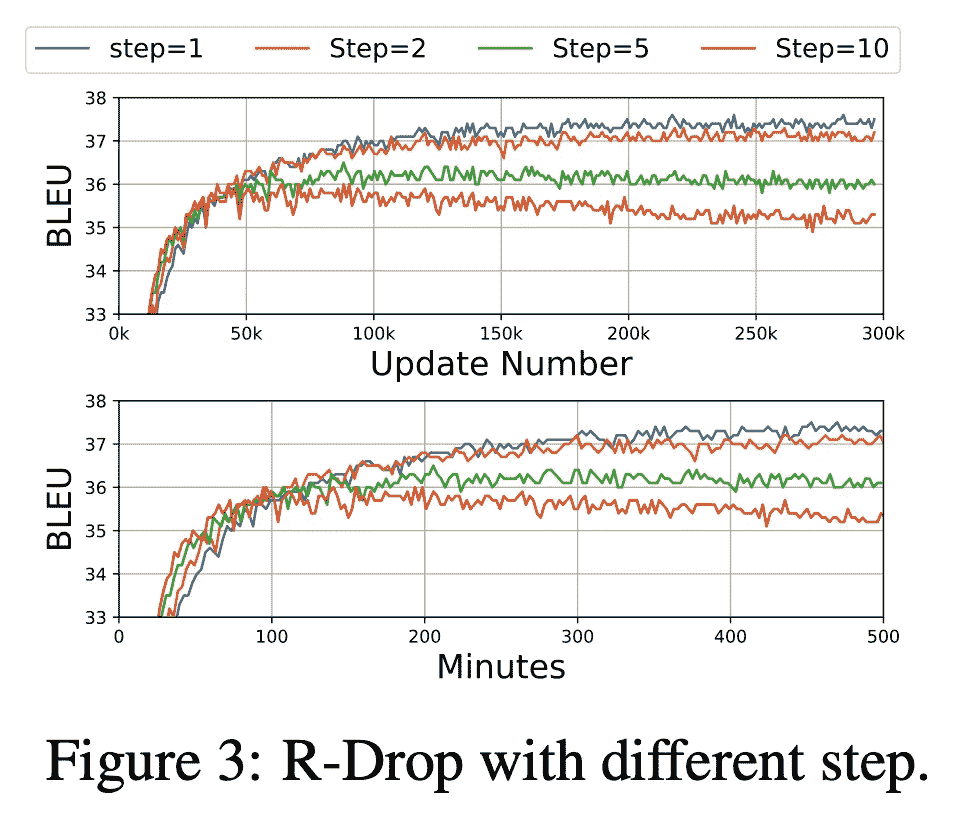 step=1 Step=2 Step=5 Step=10
38
37
36
35
34
33
BLEU
0k 50k 100k 150k 200k 250k 300k
Update Number
38
37
36
35
34
33
BLEU
0 100 200 300 400 500
Minutes
Figure 3: R-Drop with different step.